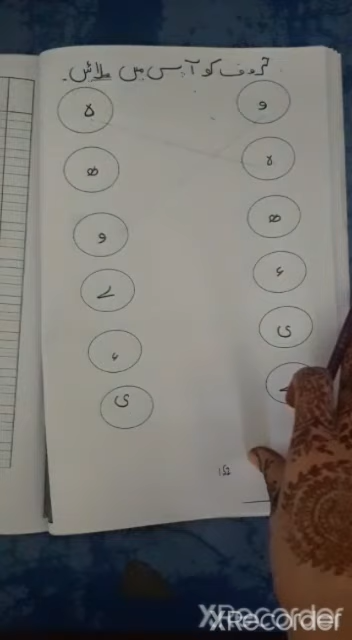 حروف کو آپس میں ملائیں۔
و ہ
ہ ھ
ھ و
ء ے
ی ء
ے ی
XRecorder